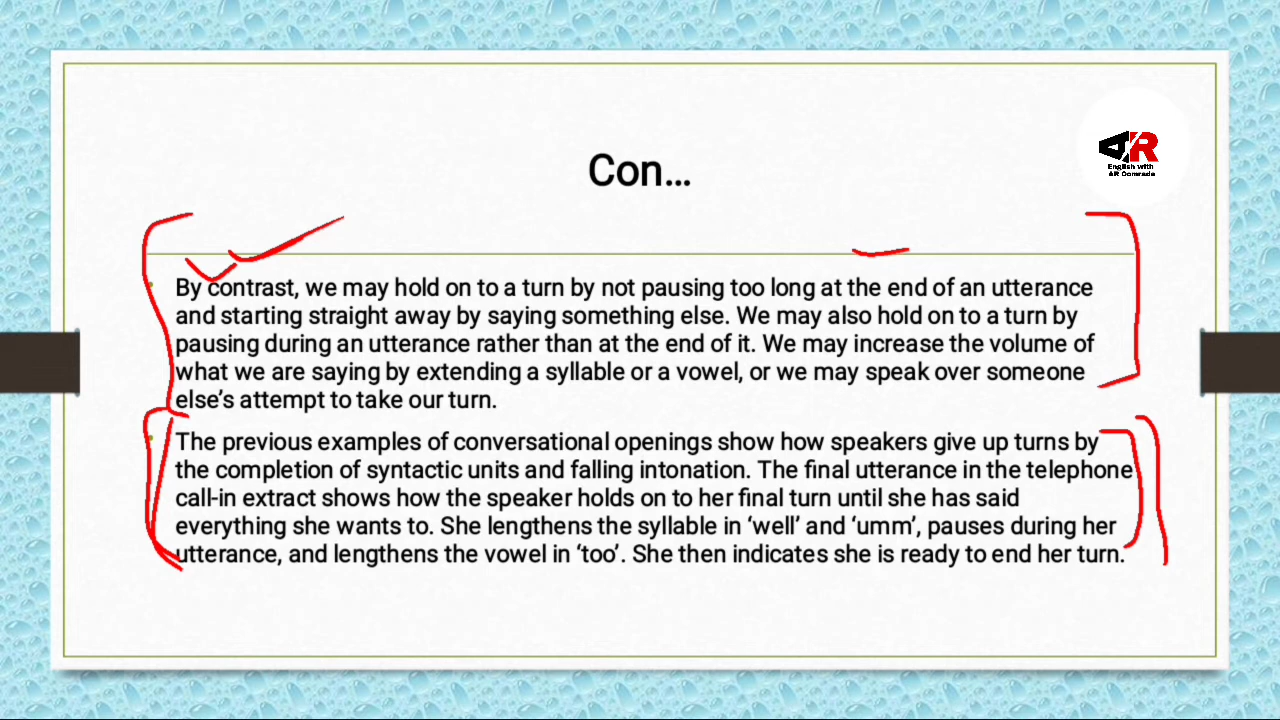 AR
English with
AR Comrade
Con...
By contrast, we may hold on to a turn by not pausing too long at the end of an utterance
and starting straight away by saying something else. We may also hold on to a turn by
pausing during an utterance rather than at the end of it. We may increase the volume of
what we are saying by extending a syllable or a vowel, or we may speak over someone
else’s attempt to take our turn.
The previous examples of conversational openings show how speakers give up turns by
the completion of syntactic units and falling intonation. The final utterance in the telephone
call-in extract shows how the speaker holds on to her final turn until she has said
everything she wants to. She lengthens the syllable in ‘well’ and ‘umm’, pauses during her
utterance, and lengthens the vowel in ‘too’. She then indicates she is ready to end her turn.